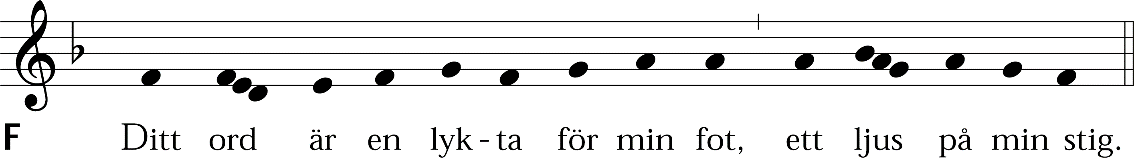 F Ditt ord är en lyk-ta för min fot, ett ljus på min stig.